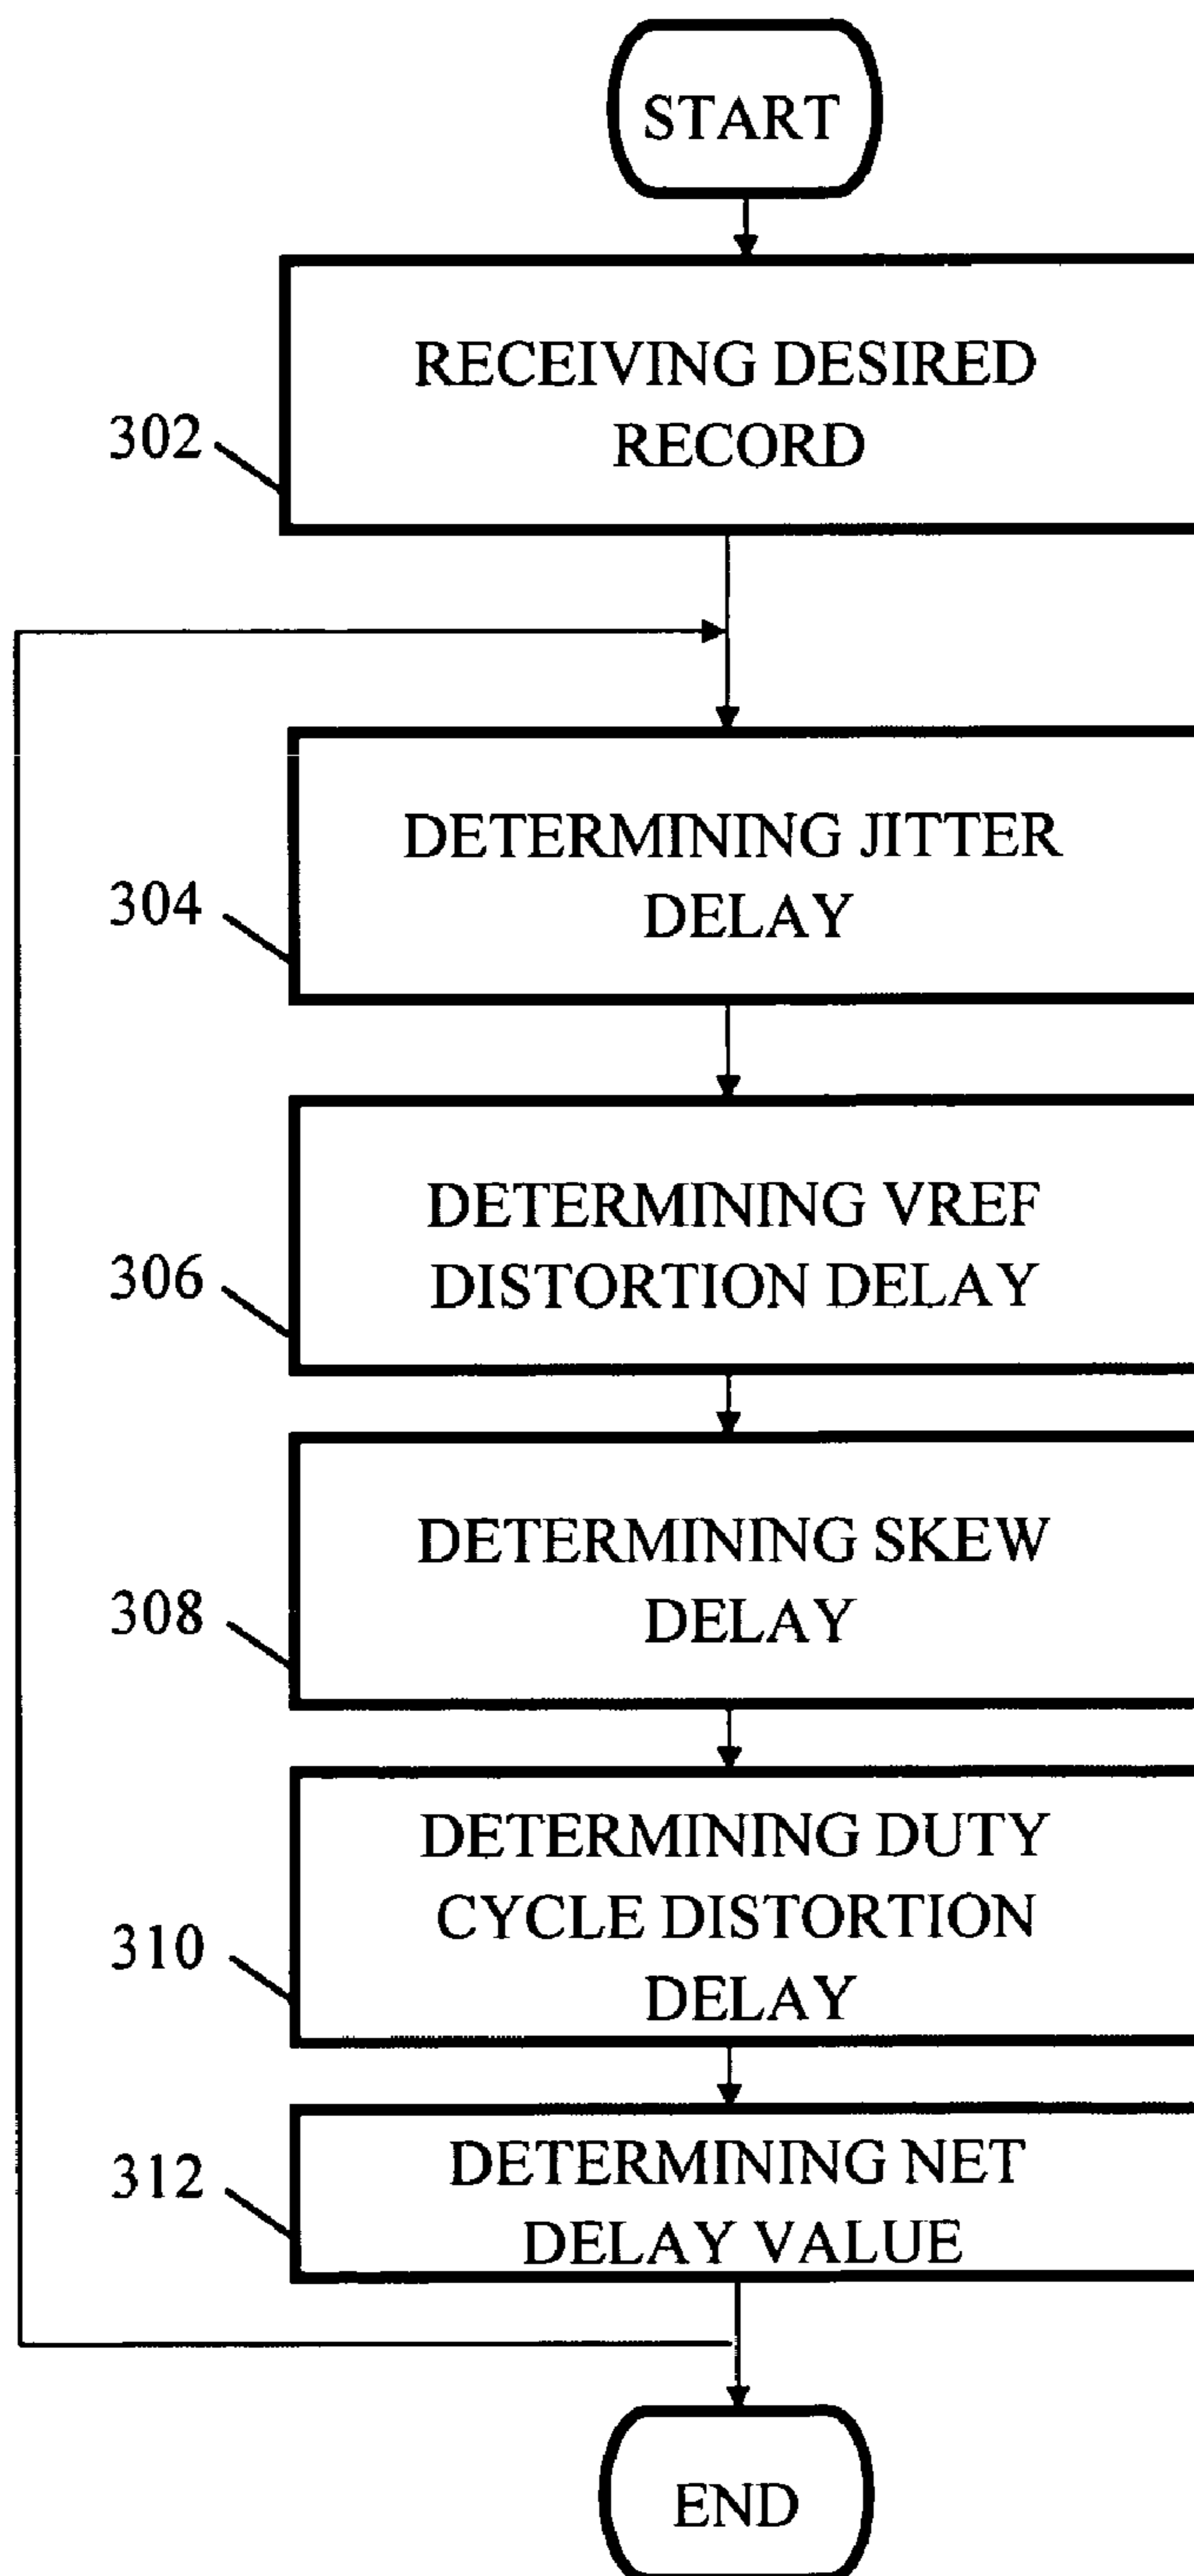 START
RECEIVING DESIRED
RECORD
302
DETERMINING JITTER
DELAY
304
DETERMINING VREF
DISTORTION DELAY
306
DETERMINING SKEW
DELAY
308
DETERMINING DUTY
CYCLE DISTORTION
DELAY
310
DETERMINING NET
DELAY VALUE
312
END